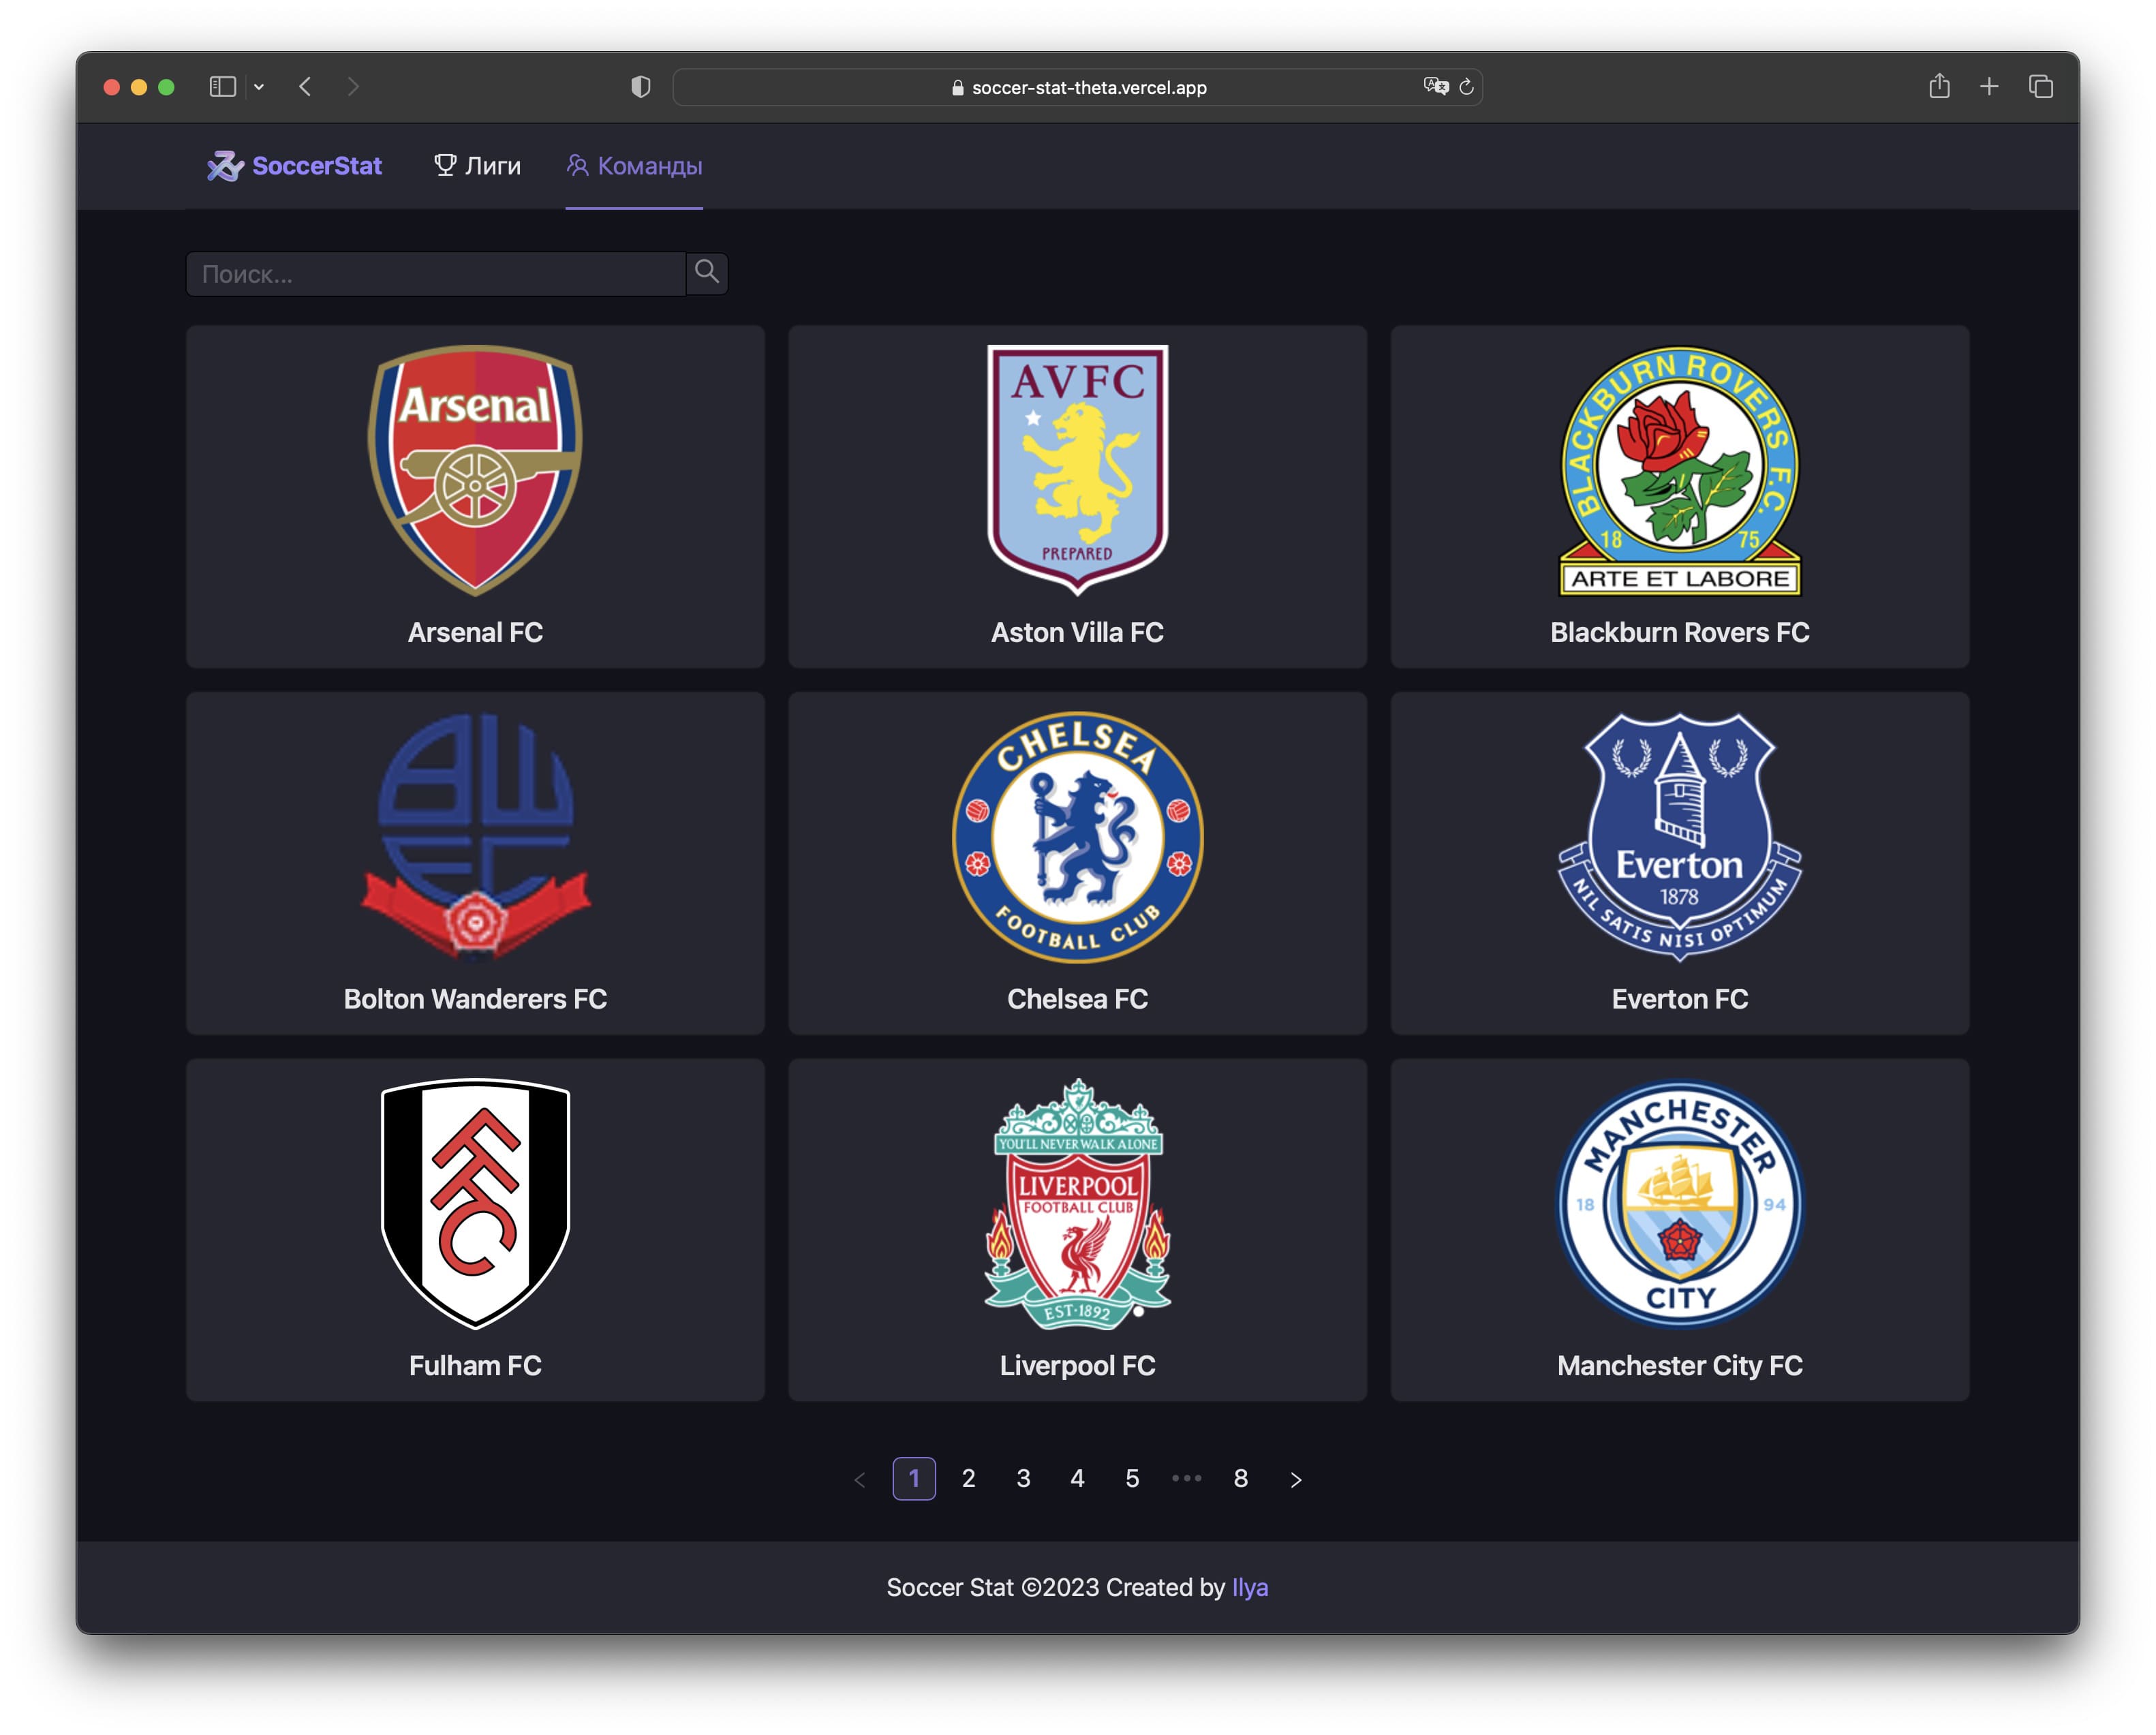 soccer-stat-theta.vercel.app
SoccerStat Лиги Команды
Поиск...
Arsenal
Arsenal FC
AVFC
PREPARED
Aston Villa FC
BLACKBURN ROVERS F.C.
18 75
ARTE ET LABORE
Blackburn Rovers FC
BWFC
Bolton Wanderers FC
CHELSEA
FOOTBALL CLUB
Chelsea FC
Everton
1878
NIL SATIS NISI OPTIMUM
Everton FC
FFC
Fulham FC
YOU'LL NEVER WALK ALONE
LIVERPOOL
FOOTBALL CLUB
EST·1892
Liverpool FC
MANCHESTER
18 94
CITY
Manchester City FC
1 2 3 4 5 ••• 8
Soccer Stat ©2023 Created by Ilya